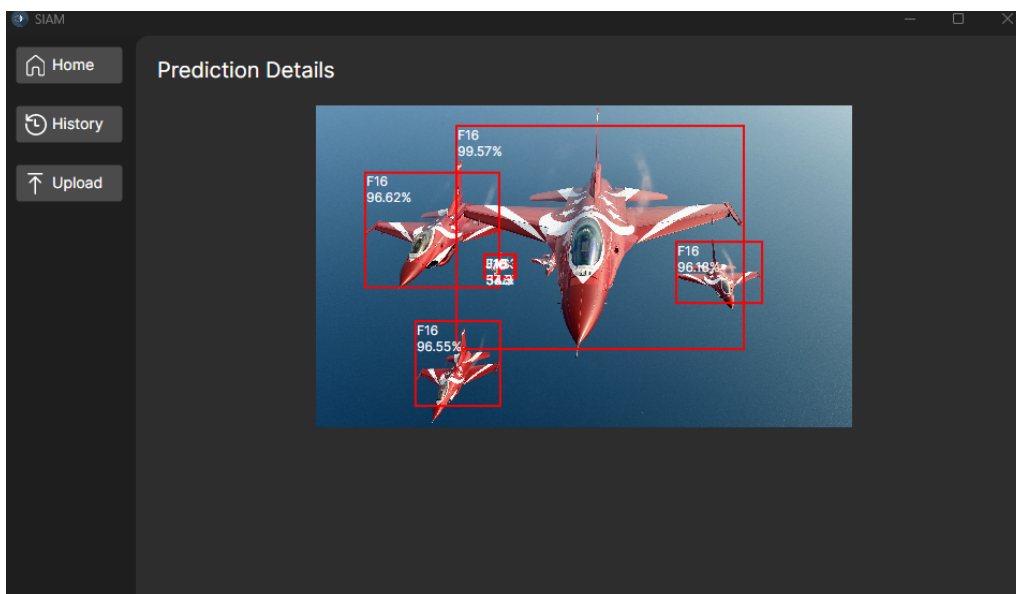 SIAM
Home
Prediction Details
History
Upload
F16
99.57%
F16
96.62%
F16
96.18%
F16
96.55%